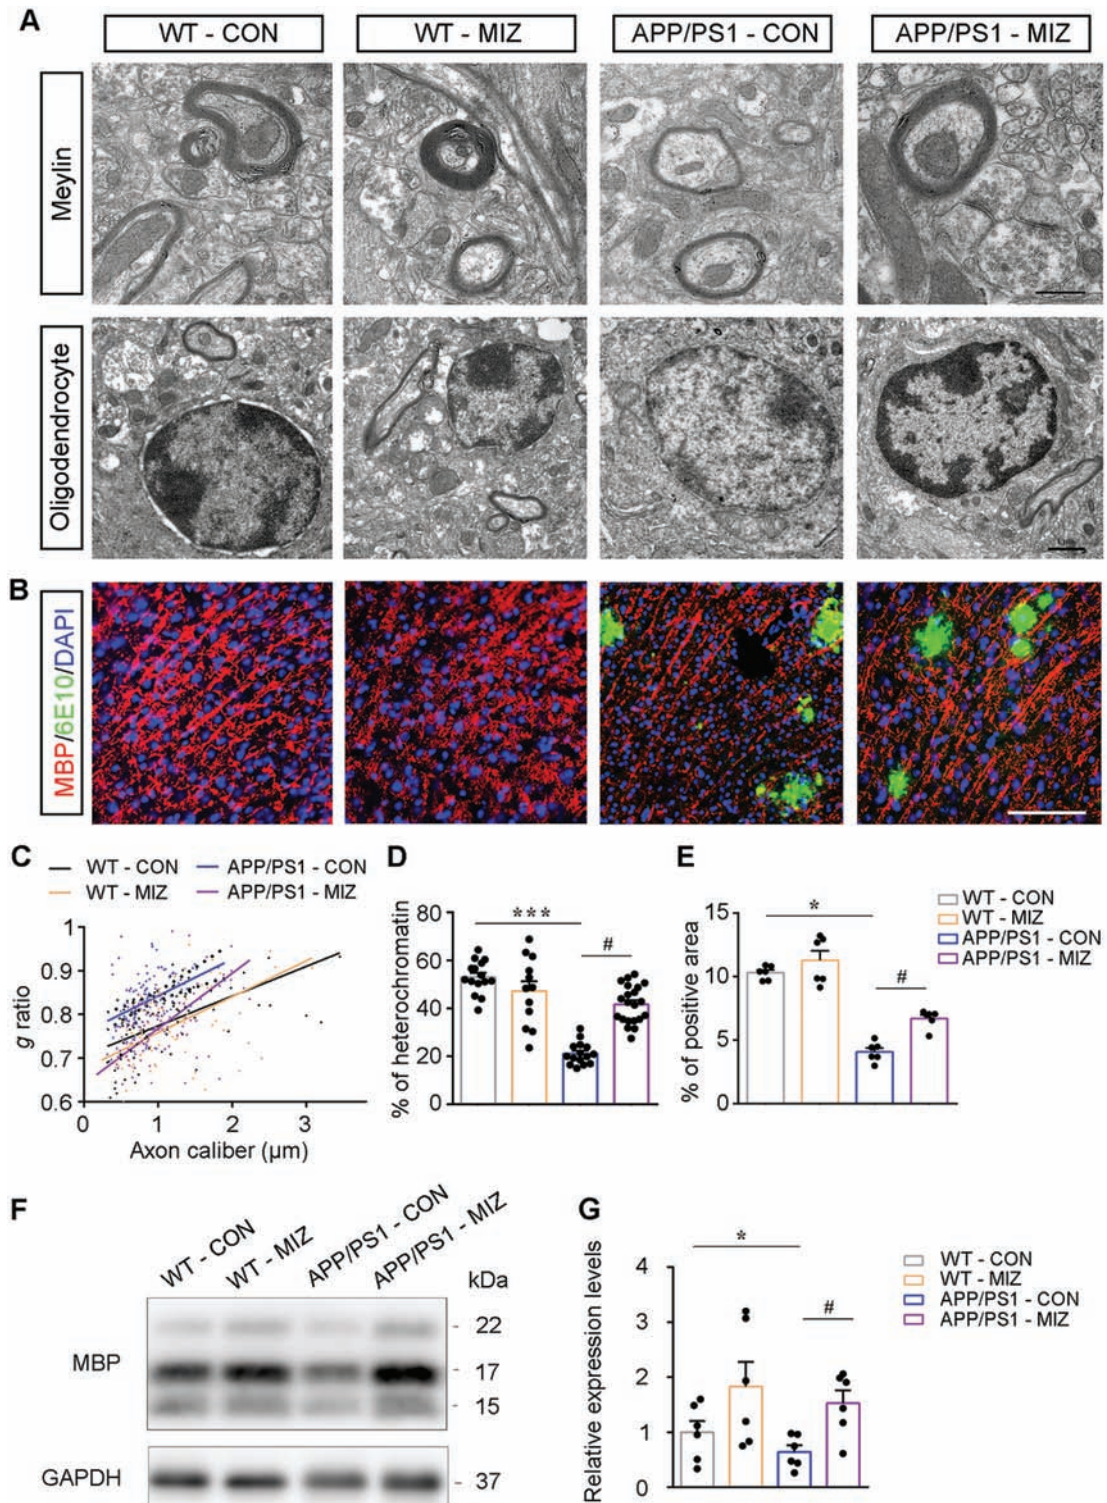 A
WT - CON
WT - MIZ
APP/PS1 - CON
APP/PS1 - MIZ
Meylin
Oligodendrocyte
B
MBP/6E10/DAPI
C
WT - CON
APP/PS1 - CON
WT - MIZ
APP/PS1 - MIZ
g ratio
1
0.9
0.8
0.7
0.6
0
1
2
3
Axon caliber (μm)
D
% of heterochromatin
80
60
40
20
0
***
#
E
% of positive area
15
10
5
0
*
#
WT - CON
WT - MIZ
APP/PS1 - CON
APP/PS1 - MIZ
F
WT - CON
WT - MIZ
APP/PS1 - CON
APP/PS1 - MIZ
kDa
MBP
- 22
- 17
- 15
GAPDH
- 37
G
Relative expression levels
4
3
2
1
0
*
#
WT - CON
WT - MIZ
APP/PS1 - CON
APP/PS1 - MIZ